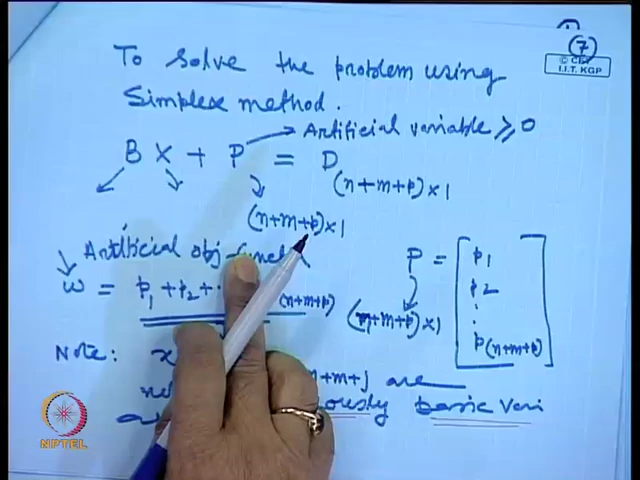 7
© CET
I.I.T. KGP
To solve the problem using
Simplex method.
B X + P = D
Artificial variable ≥ 0
(n+m+p)×1
(n+m+p)×1
Artificial obj
w = p1 + p2 + (n+m+p)
P = [ p1 p2 . . p(n+m+p) ]
(n+m+p)×1
Note: x
n+m+j are
basic Vari
NPTEL